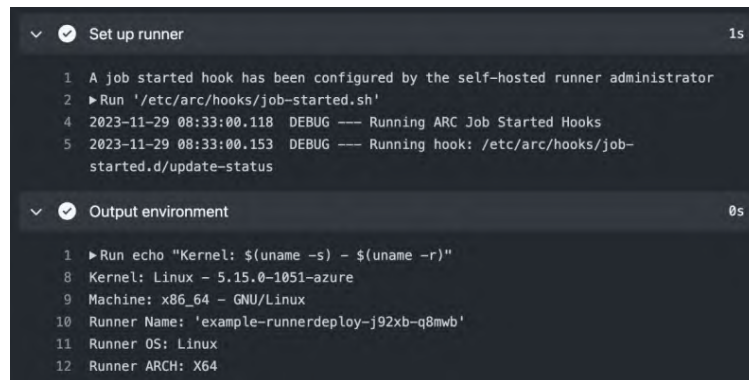 Set up runner 1s
1 A job started hook has been configured by the self-hosted runner administrator
2 ▶Run '/etc/arc/hooks/job-started.sh'
4 2023-11-29 08:33:00.118 DEBUG --- Running ARC Job Started Hooks
5 2023-11-29 08:33:00.153 DEBUG --- Running hook: /etc/arc/hooks/job-
started.d/update-status
Output environment 0s
1 ▶Run echo "Kernel: $(uname -s) - $(uname -r)"
8 Kernel: Linux - 5.15.0-1051-azure
9 Machine: x86_64 - GNU/Linux
10 Runner Name: 'example-runnerdeploy-j92xb-q8mwb'
11 Runner OS: Linux
12 Runner ARCH: X64